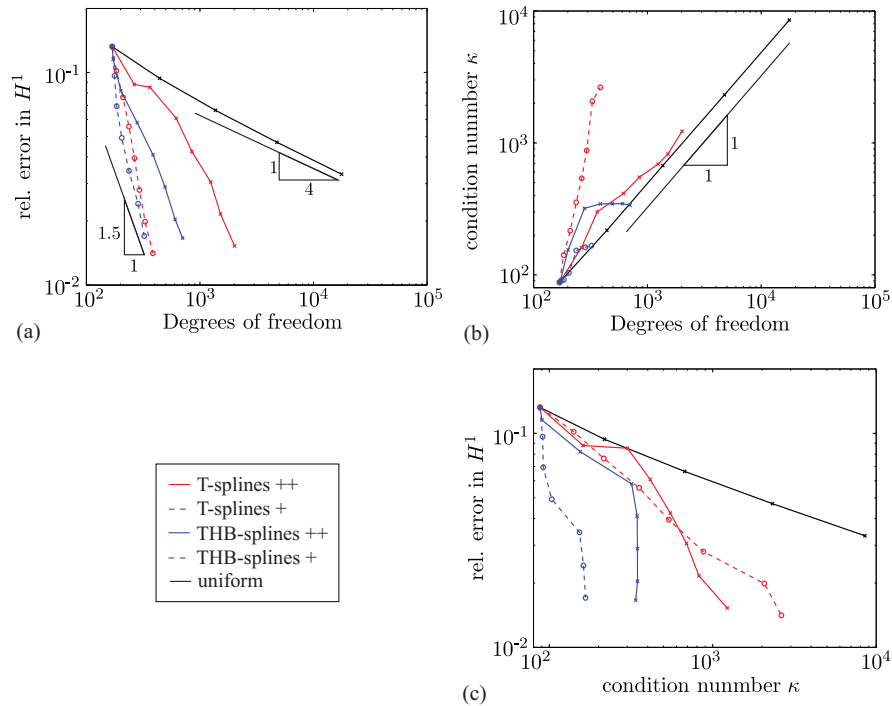 rel. error in H^1
10^-1
10^-2
10^2
10^3
10^4
10^5
Degrees of freedom
1
4
1.5
1
(a)
condition nunmber κ
10^4
10^3
10^2
10^2
10^3
10^4
10^5
Degrees of freedom
1
1
(b)
T-splines ++
T-splines +
THB-splines ++
THB-splines +
uniform
rel. error in H^1
10^-1
10^-2
10^2
10^3
10^4
condition nunmber κ
(c)